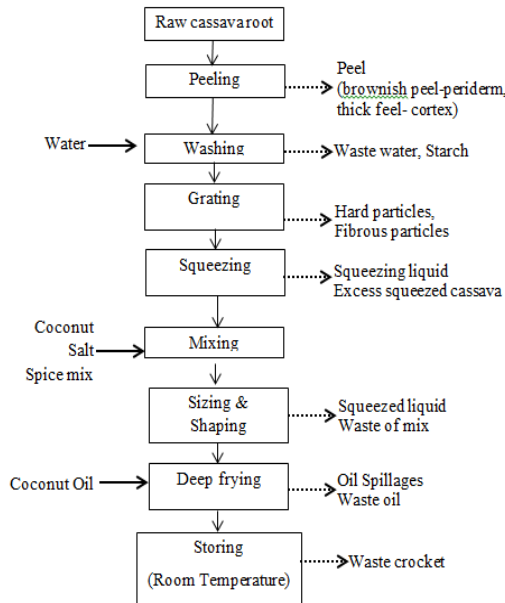 Raw cassava root
Peeling
Peel
(brownish peel-periderm,
thick feel- cortex)
Water
Washing
Waste water, Starch
Grating
Hard particles,
Fibrous particles
Squeezing
Squeezing liquid
Excess squeezed cassava
Coconut
Salt
Spice mix
Mixing
Sizing &
Shaping
Squeezed liquid
Waste of mix
Coconut Oil
Deep frying
Oil Spillages
Waste oil
Storing
(Room Temperature)
Waste crocket